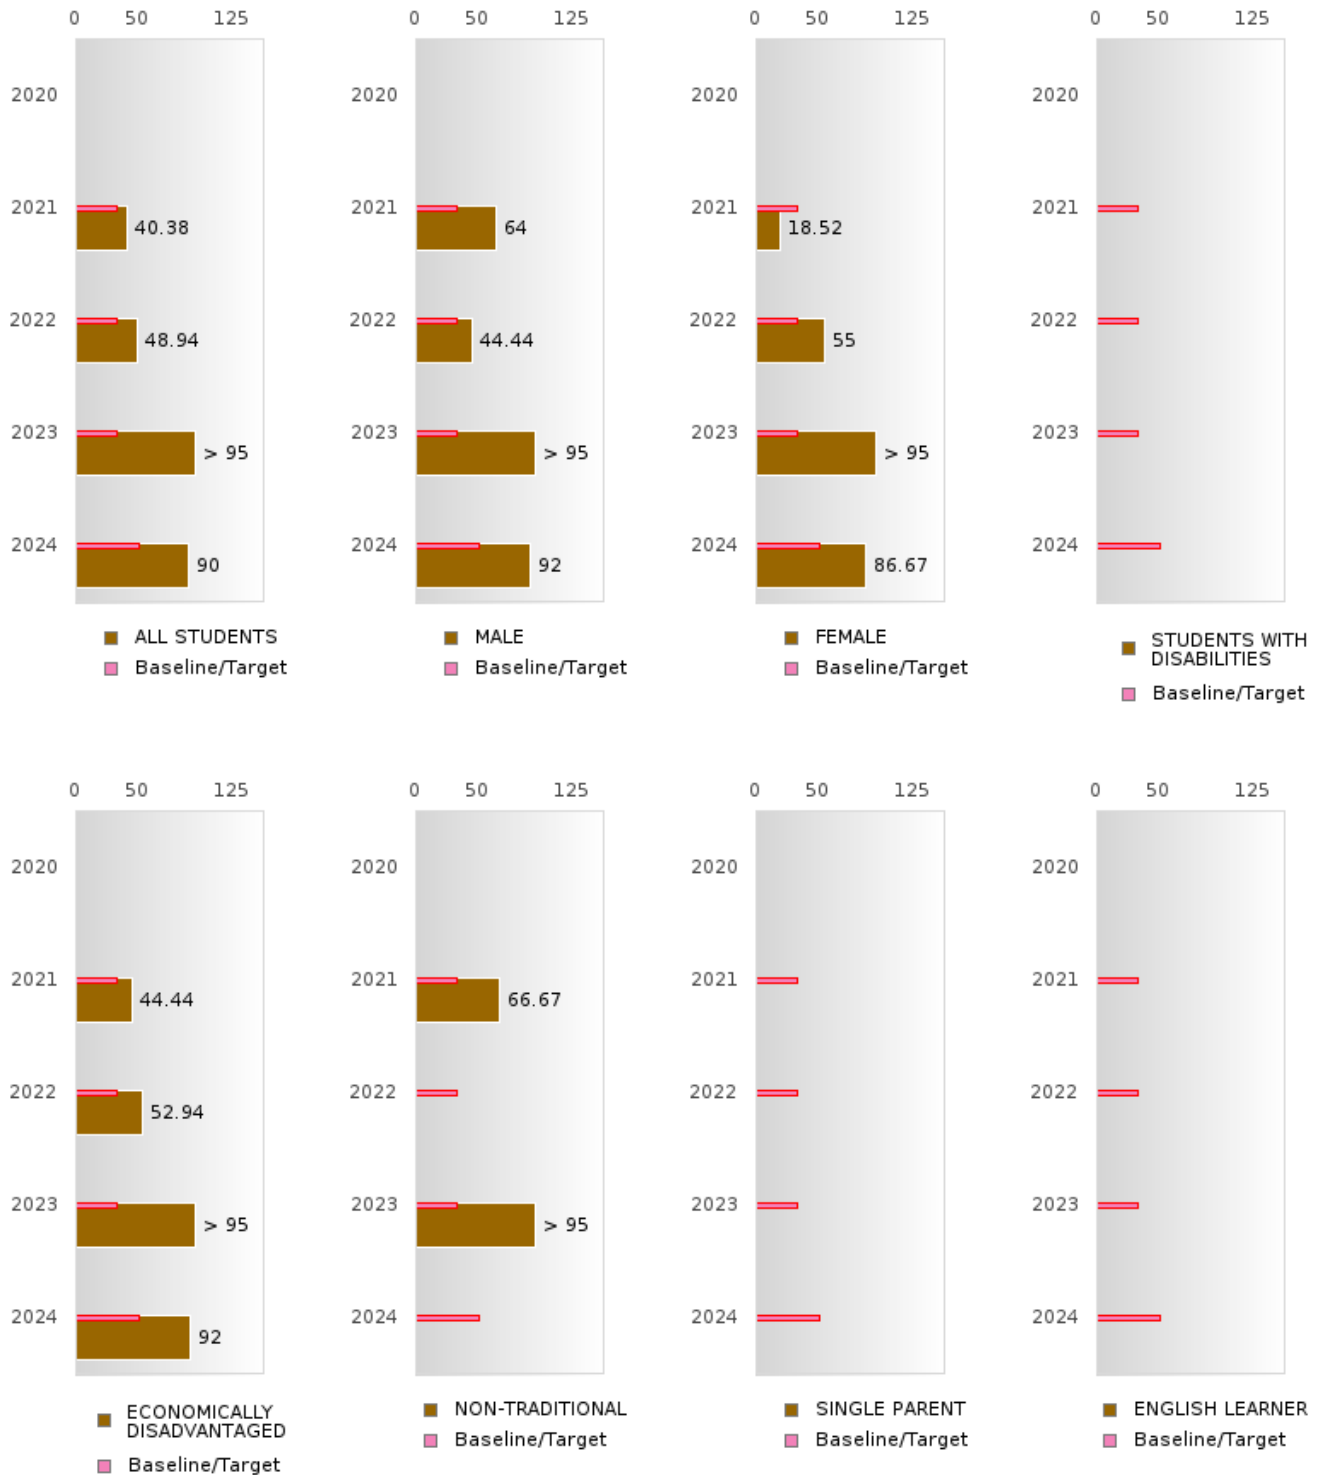 0 50 125 0 50 125 0 50 125 0 50 125
2020 2020 2020 2020
2021 40.38 2021 64 2021 18.52 2021
2022 48.94 2022 44.44 2022 55 2022
2023 > 95 2023 > 95 2023 > 95 2023
2024 90 2024 92 2024 86.67 2024
ALL STUDENTS MALE FEMALE STUDENTS WITH
DISABILITIES
Baseline/Target Baseline/Target Baseline/Target Baseline/Target
0 50 125 0 50 125 0 50 125 0 50 125
2020 2020 2020 2020
2021 44.44 2021 66.67 2021 2021
2022 52.94 2022 2022 2022
2023 > 95 2023 > 95 2023 2023
2024 92 2024 2024 2024
ECONOMICALLY NON-TRADITIONAL SINGLE PARENT ENGLISH LEARNER
DISADVANTAGED
Baseline/Target Baseline/Target Baseline/Target Baseline/Target